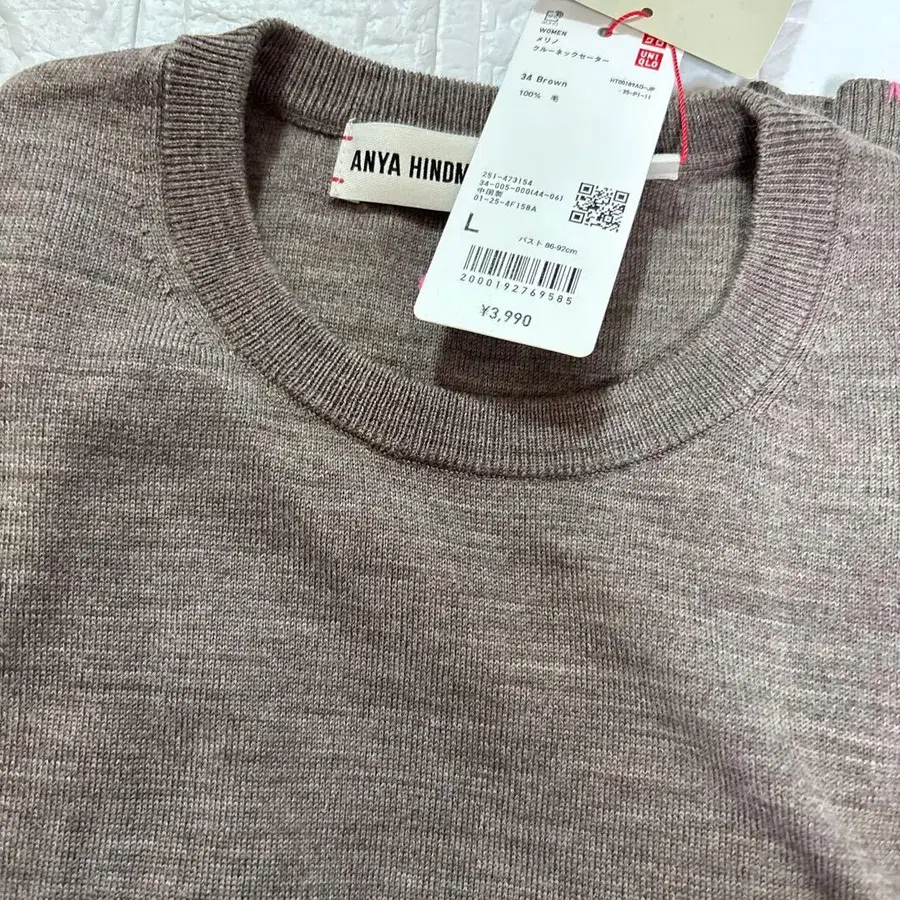 WOMEN
メリノ
クルーネックセーター
UNI
QLO
34 Brown
100% 毛
ANYA HINDM
251-473154
34-005-000(44-06)
中国製
01-25-4F158A
L
バスト 86-92cm
2000192769585
¥3,990